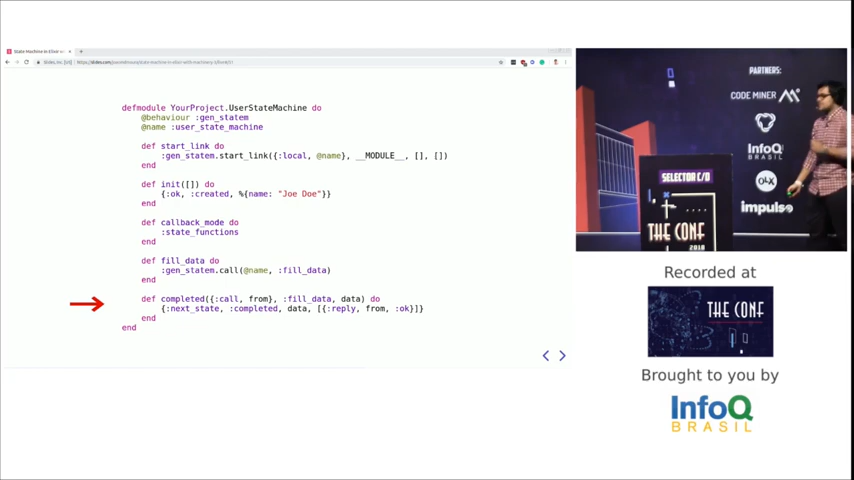 State Machine in Elixir w
defmodule YourProject.UserStateMachine do
@behaviour :gen_statem
@name :user_state_machine
def start_link do
:gen_statem.start_link({:local, @name}, __MODULE__, [], [])
end
def init([]) do
{:ok, :created, %{name: "Joe Doe"}}
end
def callback_mode do
:state_functions
end
def fill_data do
:gen_statem.call(@name, :fill_data)
end
def completed({:call, from}, :fill_data, data) do
{:next_state, :completed, data, [{:reply, from, :ok}]}
end
end
PARTNERS:
CODE MINER
InfoQ
BRASIL
OLX
impulse
SELECTOR C/D
THE CONF
2018
Recorded at
THE CONF
Brought to you by
InfoQ
BRASIL